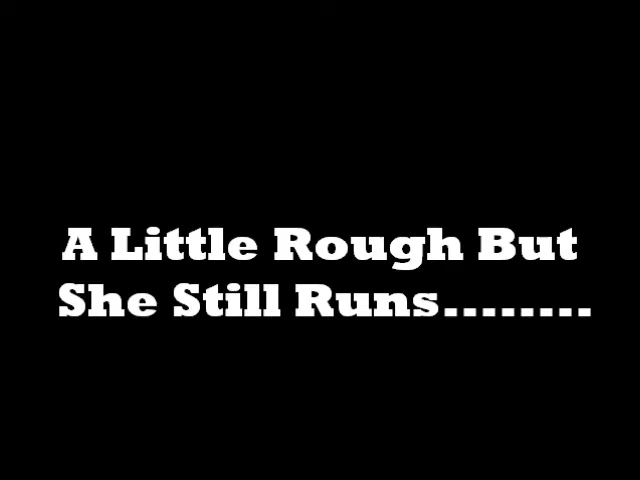 A Little Rough But
She Still Runs........